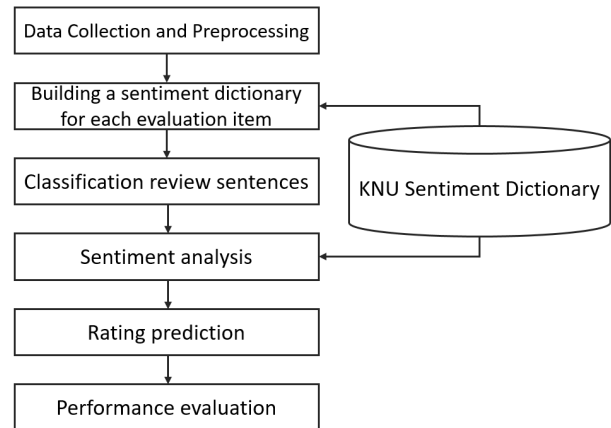 Data Collection and Preprocessing
Building a sentiment dictionary
for each evaluation item
Classification review sentences
KNU Sentiment Dictionary
Sentiment analysis
Rating prediction
Performance evaluation